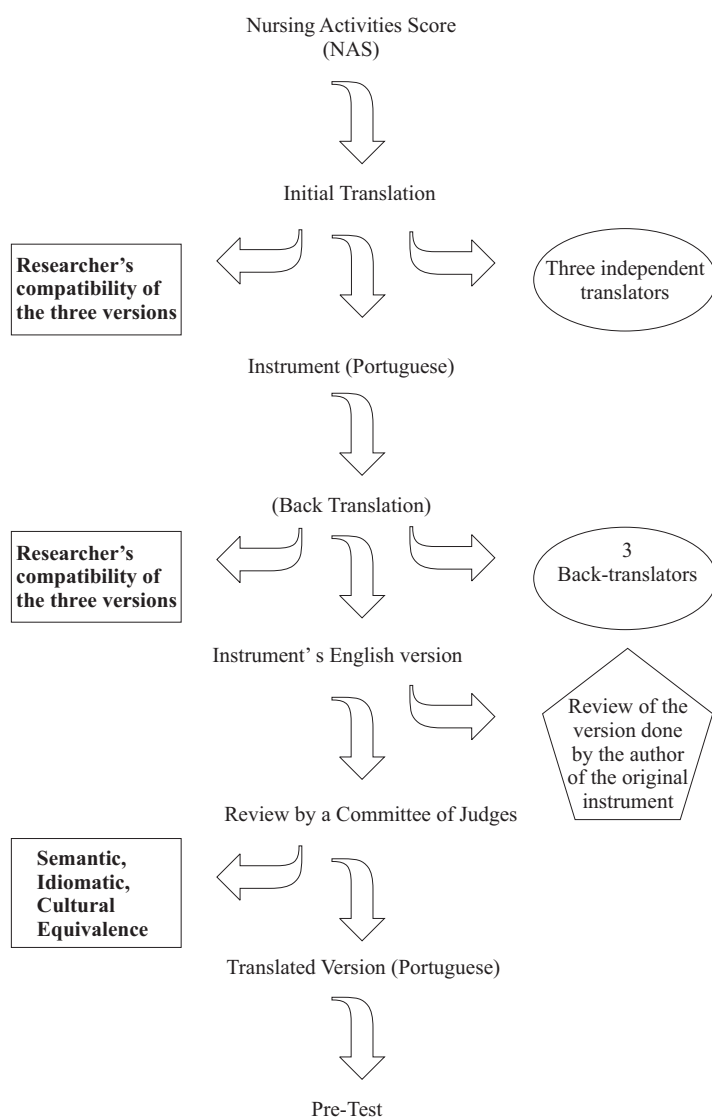 Nursing Activities Score
(NAS)
Initial Translation
Researcher's
compatibility of
the three versions
Three independent
translators
Instrument (Portuguese)
(Back Translation)
Researcher's
compatibility of
the three versions
3
Back-translators
Instrument' s English version
Review of the
version done
by the author
of the original
instrument
Review by a Committee of Judges
Semantic,
Idiomatic,
Cultural
Equivalence
Translated Version (Portuguese)
Pre-Test